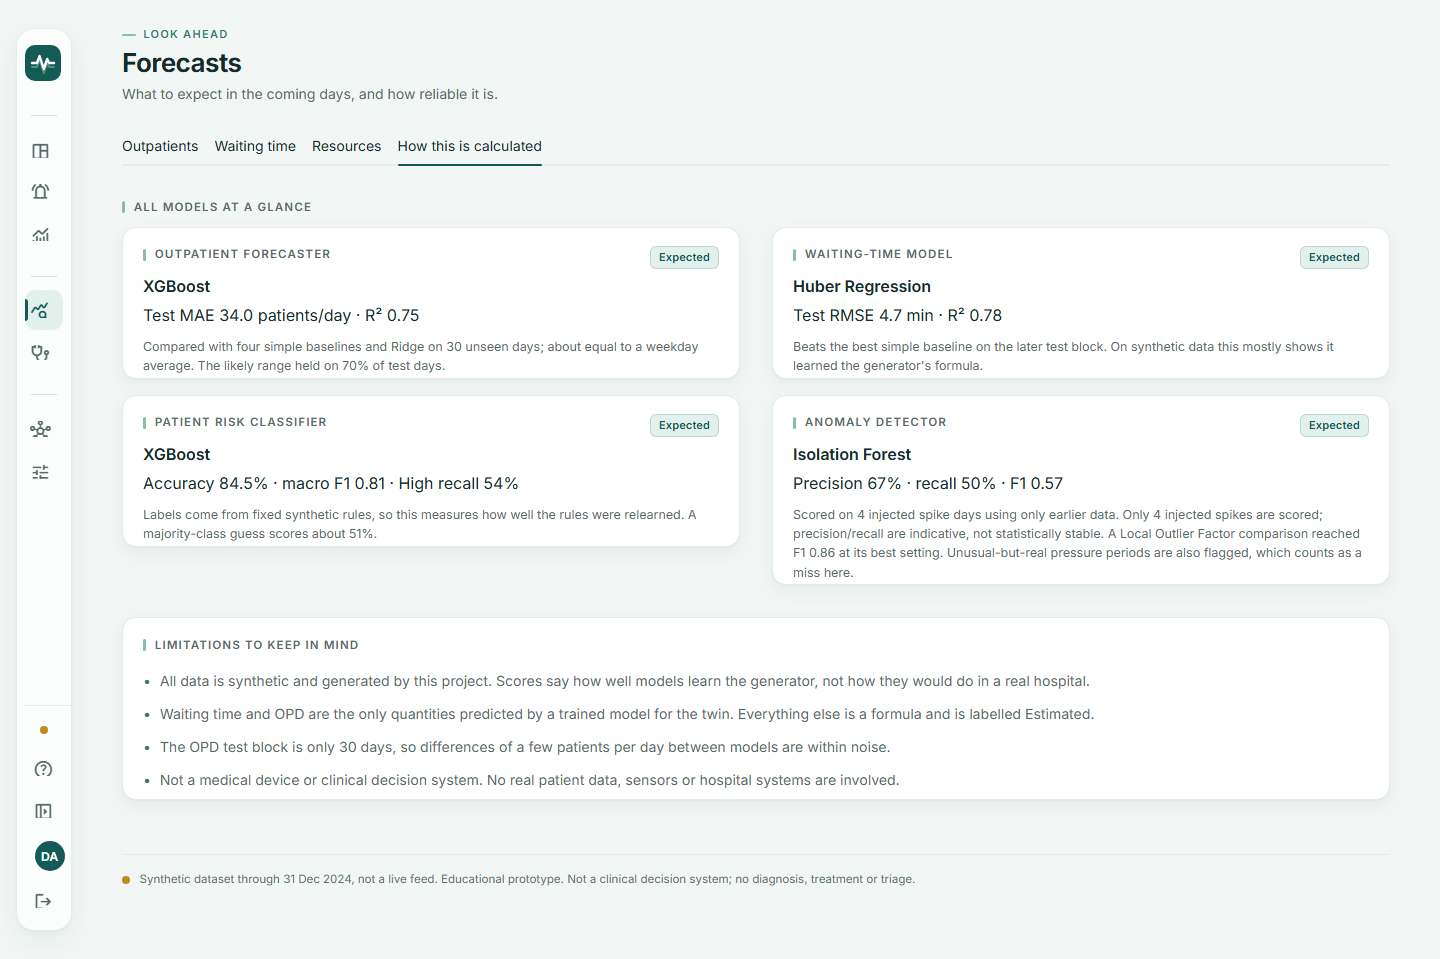 LOOK AHEAD
Forecasts
What to expect in the coming days, and how reliable it is.
Outpatients
Waiting time
Resources
How this is calculated
ALL MODELS AT A GLANCE
OUTPATIENT FORECASTER
Expected
XGBoost
Test MAE 34.0 patients/day · R² 0.75
Compared with four simple baselines and Ridge on 30 unseen days; about equal to a weekday
average. The likely range held on 70% of test days.
WAITING-TIME MODEL
Expected
Huber Regression
Test RMSE 4.7 min · R² 0.78
Beats the best simple baseline on the later test block. On synthetic data this mostly shows it
learned the generator's formula.
PATIENT RISK CLASSIFIER
Expected
XGBoost
Accuracy 84.5% · macro F1 0.81 · High recall 54%
Labels come from fixed synthetic rules, so this measures how well the rules were relearned. A
majority-class guess scores about 51%.
ANOMALY DETECTOR
Expected
Isolation Forest
Precision 67% · recall 50% · F1 0.57
Scored on 4 injected spike days using only earlier data. Only 4 injected spikes are scored;
precision/recall are indicative, not statistically stable. A Local Outlier Factor comparison reached
F1 0.86 at its best setting. Unusual-but-real pressure periods are also flagged, which counts as a
miss here.
LIMITATIONS TO KEEP IN MIND
• All data is synthetic and generated by this project. Scores say how well models learn the generator, not how they would do in a real hospital.
• Waiting time and OPD are the only quantities predicted by a trained model for the twin. Everything else is a formula and is labelled Estimated.
• The OPD test block is only 30 days, so differences of a few patients per day between models are within noise.
• Not a medical device or clinical decision system. No real patient data, sensors or hospital systems are involved.
DA
Synthetic dataset through 31 Dec 2024, not a live feed. Educational prototype. Not a clinical decision system; no diagnosis, treatment or triage.